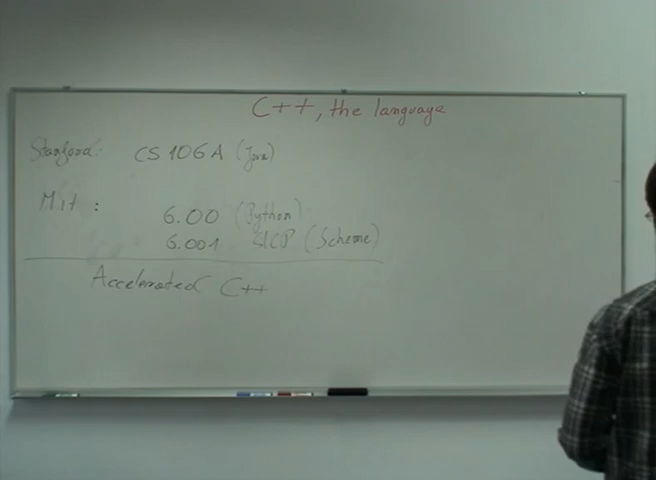 C++, the language
Stanford: CS 106A (Java)
Mit : 6.00 (Python)
6.001 SICP (Scheme)
Accelerated C++